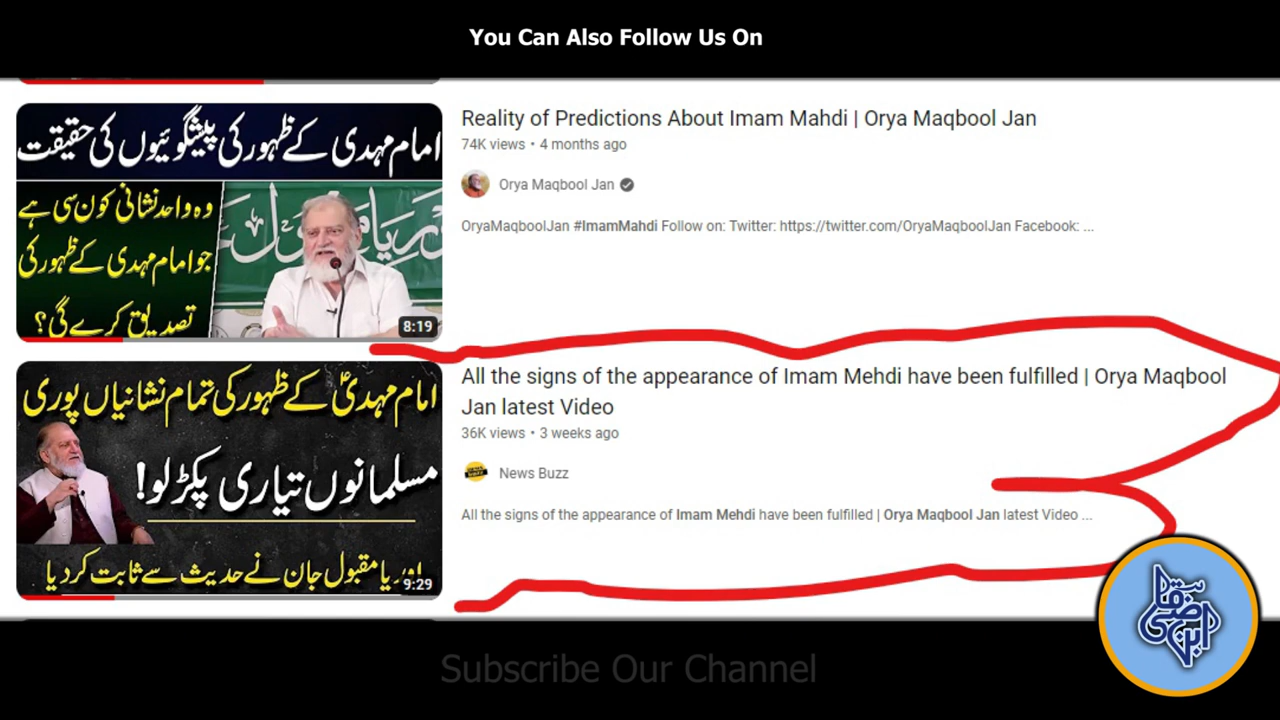 You Can Also Follow Us On
امام مہدی کے ظہور کی پیشگوئیوں کی حقیقت
وہ واحد نشانی کون سی ہے
جو امام مہدی کے ظہور کی
تصدیق کرے گی؟
8:19
Reality of Predictions About Imam Mahdi | Orya Maqbool Jan
74K views • 4 months ago
Orya Maqbool Jan
OryaMaqboolJan #ImamMahdi Follow on: Twitter: https://twitter.com/OryaMaqboolJan Facebook: ...
امام مہدیؑ کے ظہور کی تمام نشانیاں پوری
مسلمانوں تیاری پکڑ لو!
اوریا مقبول جان نے حدیث سے ثابت کر دیا
9:29
All the signs of the appearance of Imam Mehdi have been fulfilled | Orya Maqbool
Jan latest Video
36K views • 3 weeks ago
News Buzz
All the signs of the appearance of Imam Mehdi have been fulfilled | Orya Maqbool Jan latest Video ...
Subscribe Our Channel